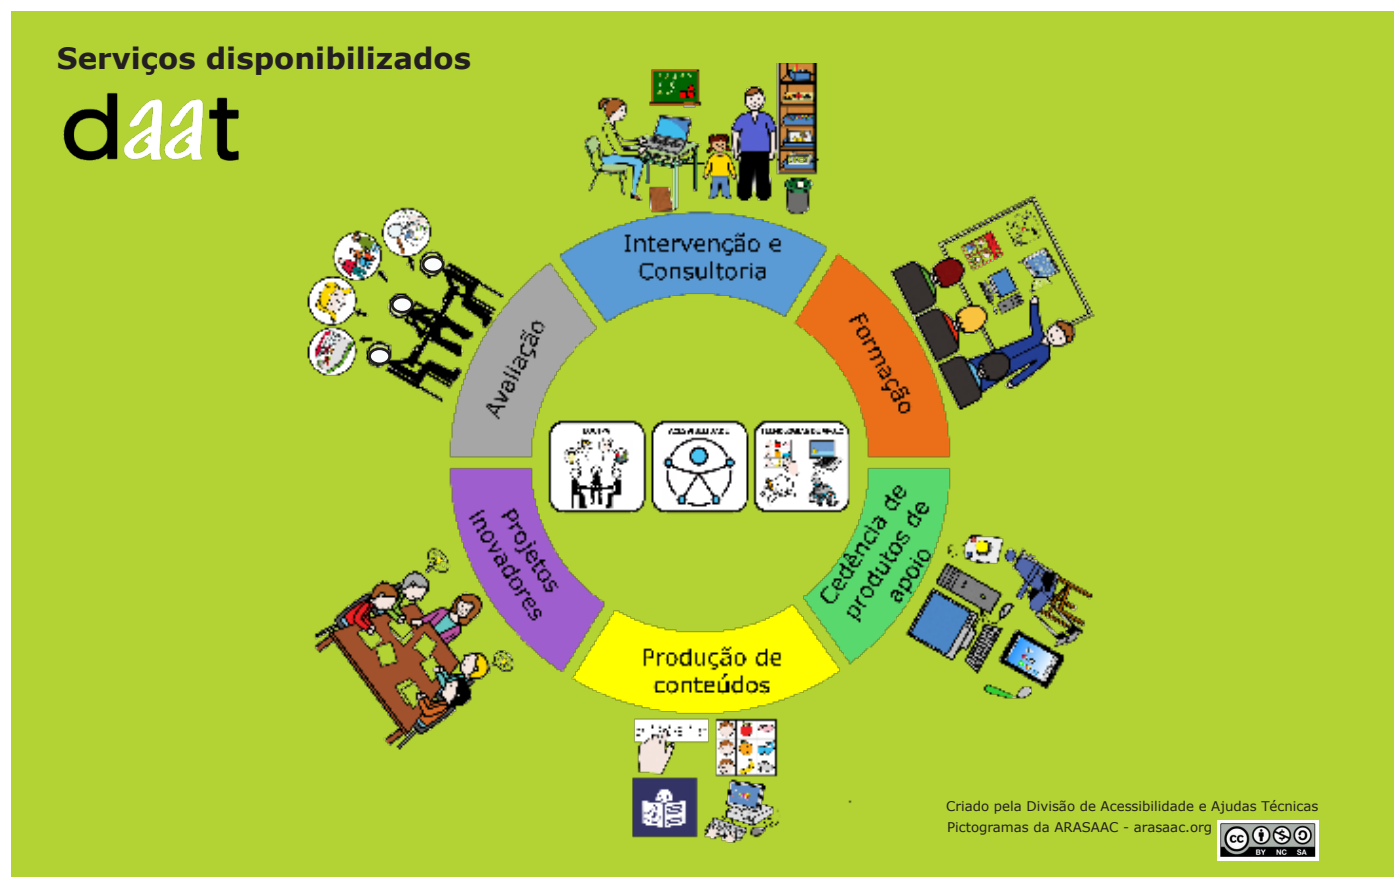 Serviços disponibilizados
daat
Intervenção e
Consultoria
Formação
Cedência de
produtos de
apoio
Produção de
conteúdos
Projetos
inovadores
Avaliação
Criado pela Divisão de Acessibilidade e Ajudas Técnicas
Pictogramas da ARASAAC - arasaac.org
cc
BY NC SA